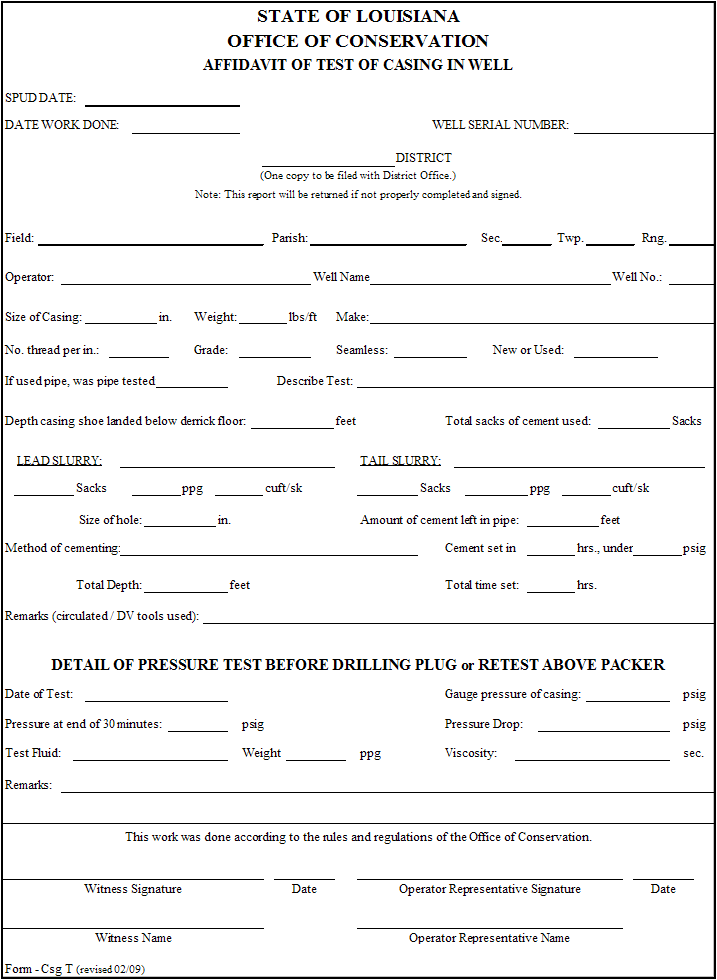 STATE OF LOUISIANA
OFFICE OF CONSERVATION
AFFIDAVIT OF TEST OF CASING IN WELL
SPUD DATE:
DATE WORK DONE: WELL SERIAL NUMBER:
DISTRICT
(One copy to be filed with District Office.)
Note: This report will be returned if not properly completed and signed.
Field: Parish: Sec. Twp. Rng.
Operator: Well Name Well No.:
Size of Casing: in. Weight: lbs/ft Make:
No. thread per in.: Grade: Seamless: New or Used:
If used pipe, was pipe tested Describe Test:
Depth casing shoe landed below derrick floor: feet Total sacks of cement used: Sacks
LEAD SLURRY: TAIL SLURRY:
Sacks ppg cuft/sk Sacks ppg cuft/sk
Size of hole: in. Amount of cement left in pipe: feet
Method of cementing: Cement set in hrs., under psig
Total Depth: feet Total time set: hrs.
Remarks (circulated / DV tools used):
DETAIL OF PRESSURE TEST BEFORE DRILLING PLUG or RETEST ABOVE PACKER
Date of Test: Gauge pressure of casing: psig
Pressure at end of 30 minutes: psig Pressure Drop: psig
Test Fluid: Weight ppg Viscosity: sec.
Remarks:
This work was done according to the rules and regulations of the Office of Conservation.
Witness Signature Date Operator Representative Signature Date
Witness Name Operator Representative Name
Form - Csg T (revised 02/09)